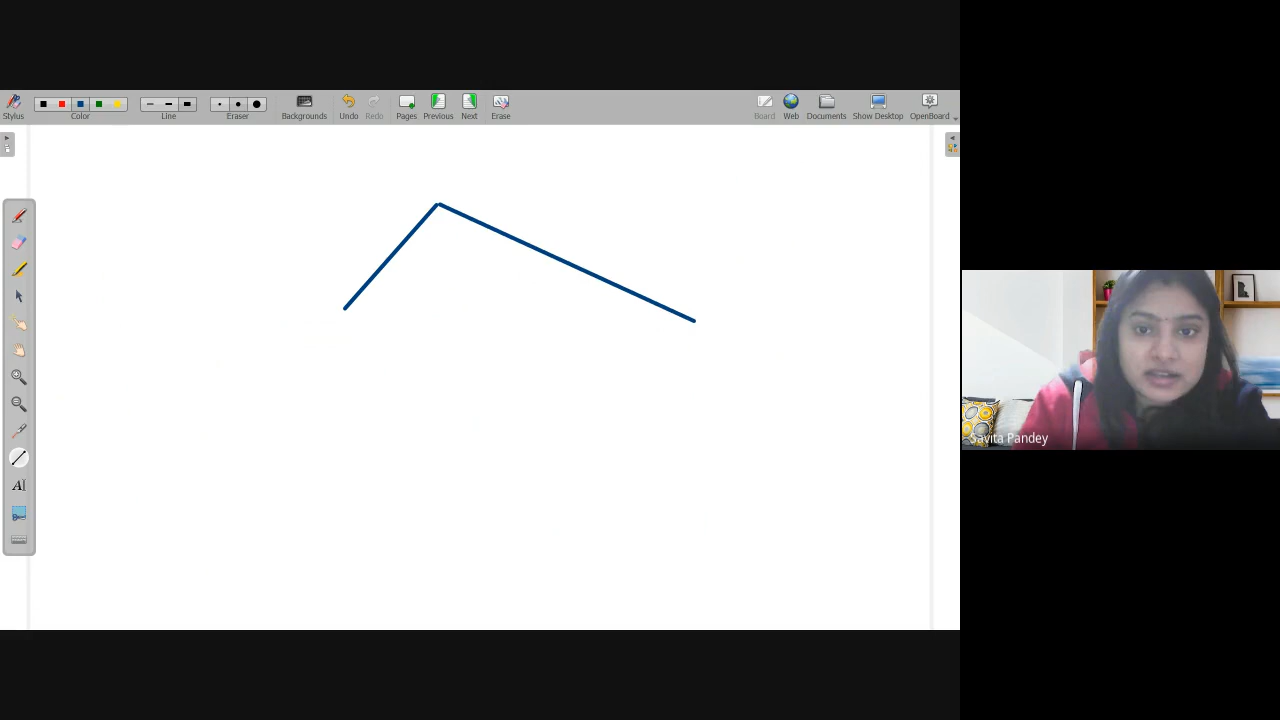 Stylus Color Line Eraser Backgrounds Undo Redo Pages Previous Next Erase Board Web Documents Show Desktop OpenBoard
AI
Savita Pandey